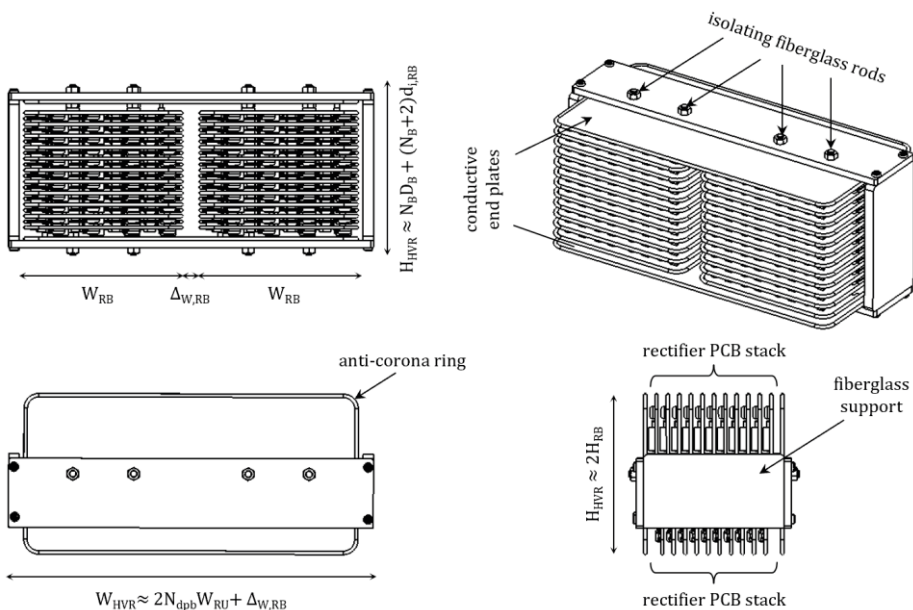 isolating fiberglass rods
H_HVR ≈ N_B D_B + (N_B+2)d_i,RB
conductive
end plates
W_RB
Δ_W,RB
W_RB
anti-corona ring
rectifier PCB stack
fiberglass
support
H_HVR ≈ 2H_RB
W_HVR ≈ 2N_dpb W_RU + Δ_W,RB
rectifier PCB stack